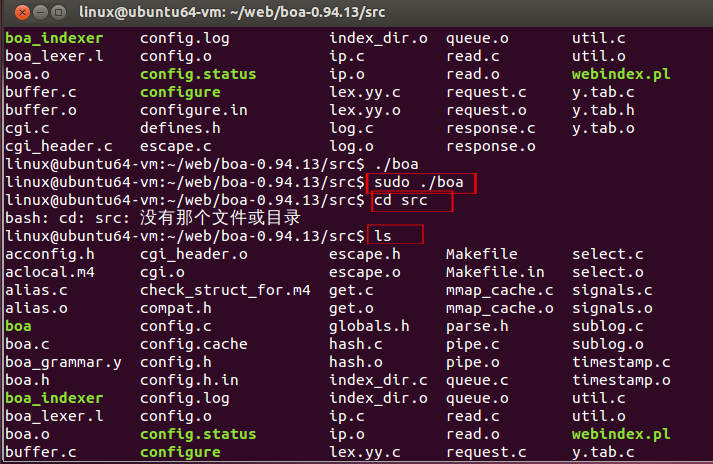 linux@ubuntu64-vm: ~/web/boa-0.94.13/src
boa_indexer config.log index_dir.o queue.o util.c
boa_lexer.l config.o ip.c read.c util.o
boa.o config.status ip.o read.o webindex.pl
buffer.c configure lex.yy.c request.c y.tab.c
buffer.o configure.in lex.yy.o request.o y.tab.h
cgi.c defines.h log.c response.c y.tab.o
cgi_header.c escape.c log.o response.o
linux@ubuntu64-vm:~/web/boa-0.94.13/src$ ./boa
linux@ubuntu64-vm:~/web/boa-0.94.13/src$ sudo ./boa
linux@ubuntu64-vm:~/web/boa-0.94.13/src$ cd src
bash: cd: src: 没有那个文件或目录
linux@ubuntu64-vm:~/web/boa-0.94.13/src$ ls
acconfig.h cgi_header.o escape.h Makefile select.c
aclocal.m4 cgi.o escape.o Makefile.in select.o
alias.c check_struct_for.m4 get.c mmap_cache.c signals.c
alias.o compat.h get.o mmap_cache.o signals.o
boa config.c globals.h parse.h sublog.c
boa.c config.cache hash.c pipe.c sublog.o
boa_grammar.y config.h hash.o pipe.o timestamp.c
boa.h config.h.in index_dir.c queue.c timestamp.o
boa_indexer config.log index_dir.o queue.o util.c
boa_lexer.l config.o ip.c read.c util.o
boa.o config.status ip.o read.o webindex.pl
buffer.c configure lex.yy.c request.c y.tab.c